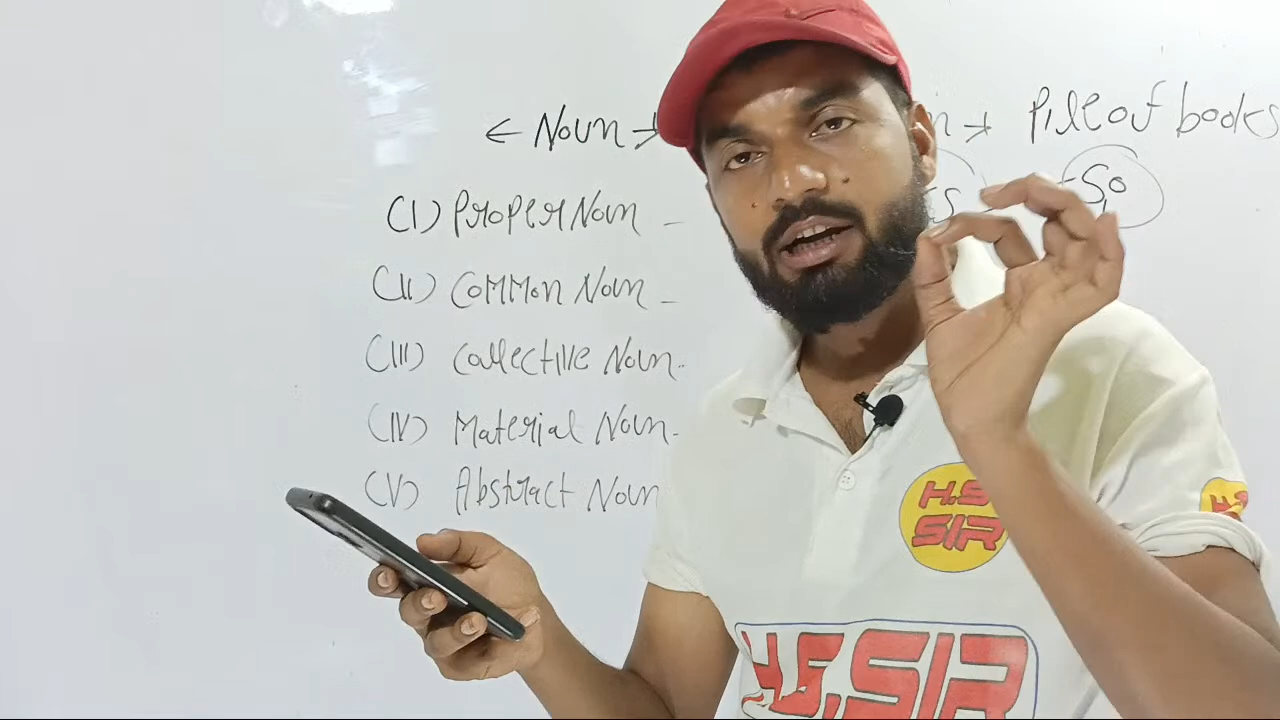 ← Noun →
→ Pile of books
So
(I) Proper Noun -
(II) Common Noun -
(III) Collective Noun -
(IV) Material Noun -
(V) Abstract Noun
H.S
SIR
H.S.SIR